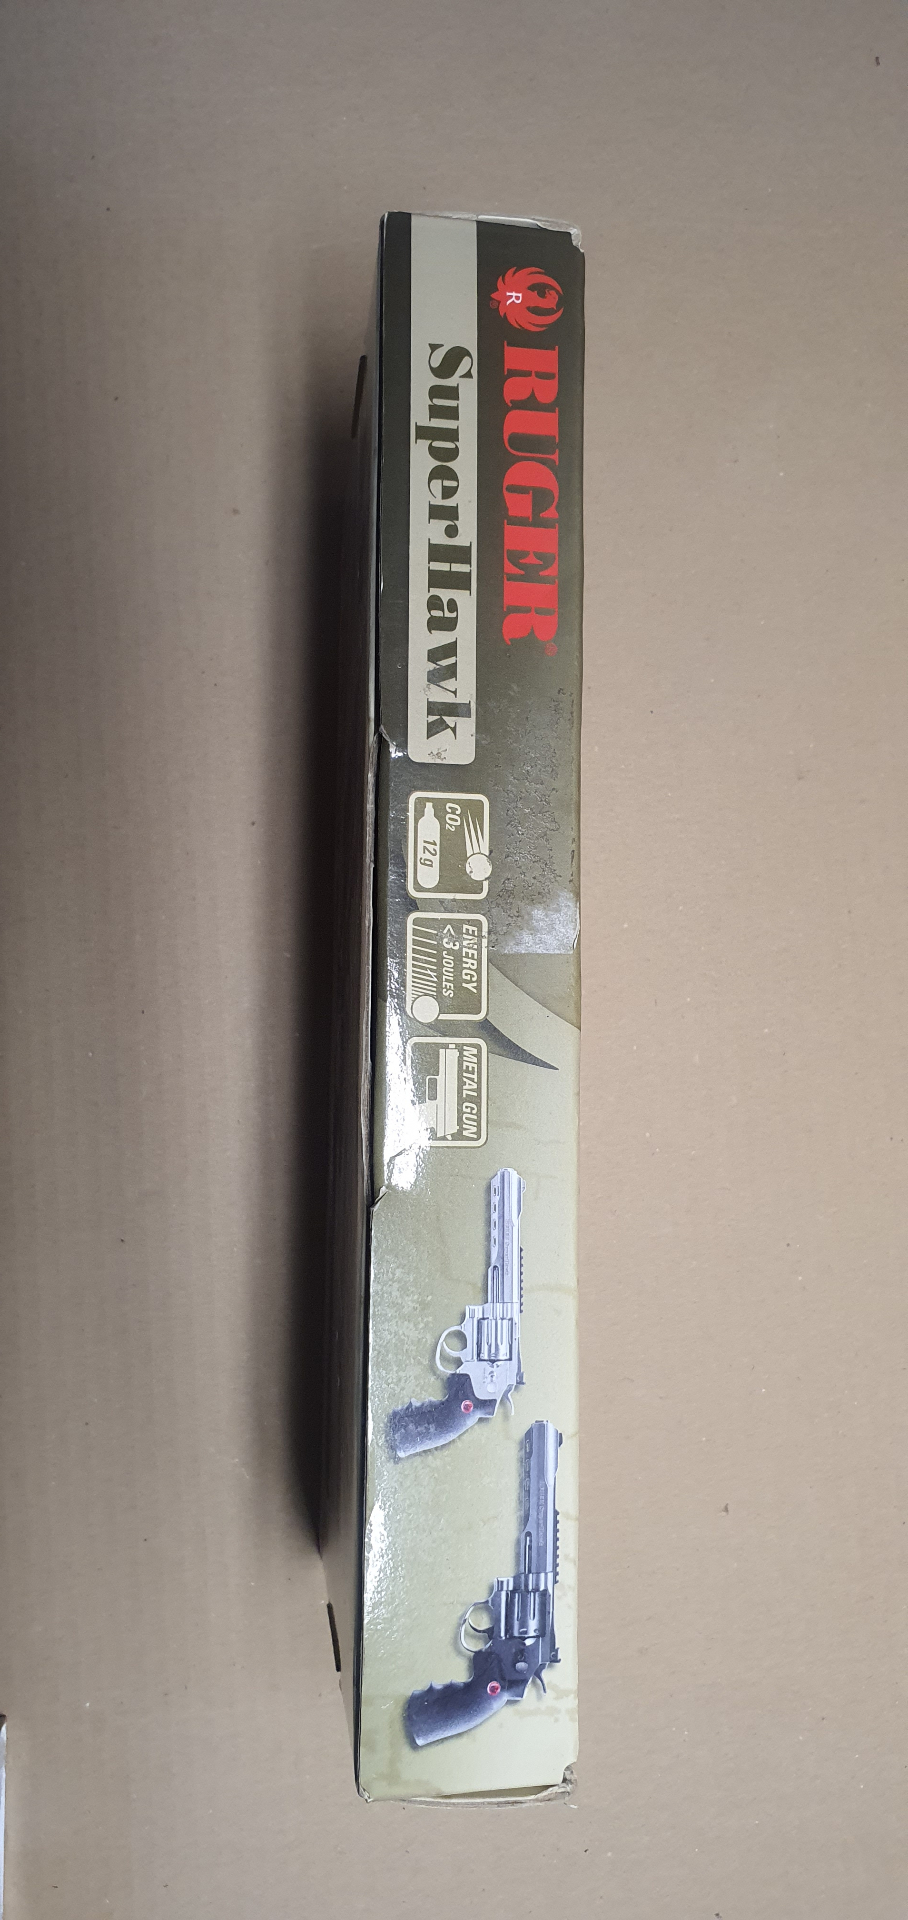 R
RUGER®
SuperHawk
CO₂
12g
ENERGY
<3 JOULES
METAL GUN